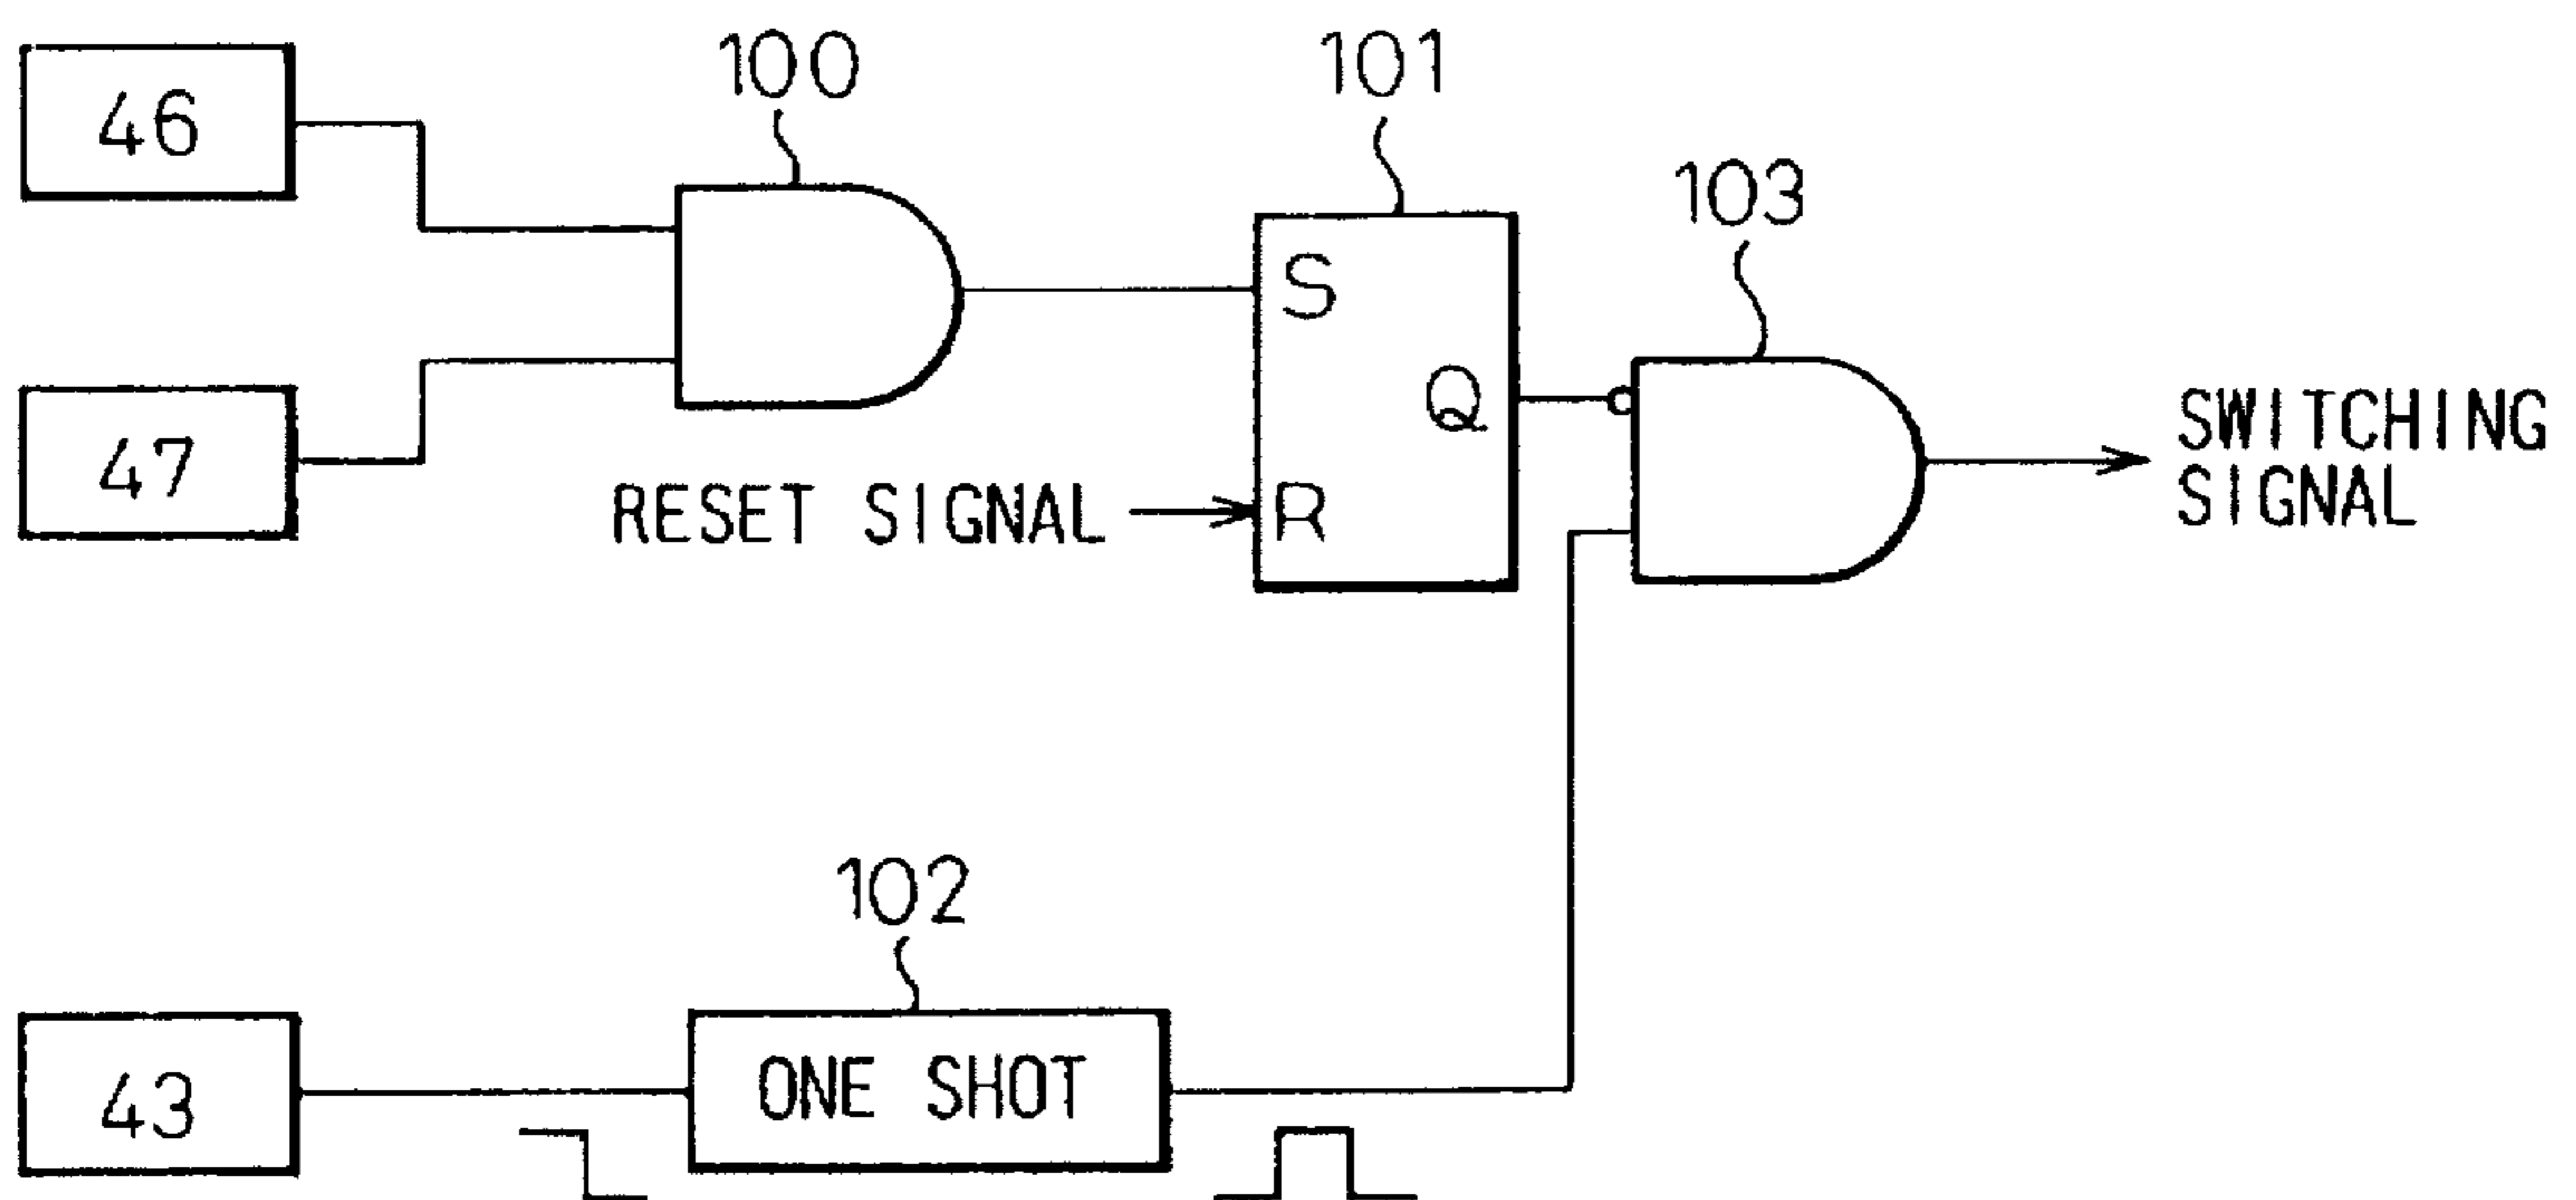 46
100
101
103
47
S
Q
R
RESET SIGNAL
SWITCHING
SIGNAL
102
43
ONE SHOT